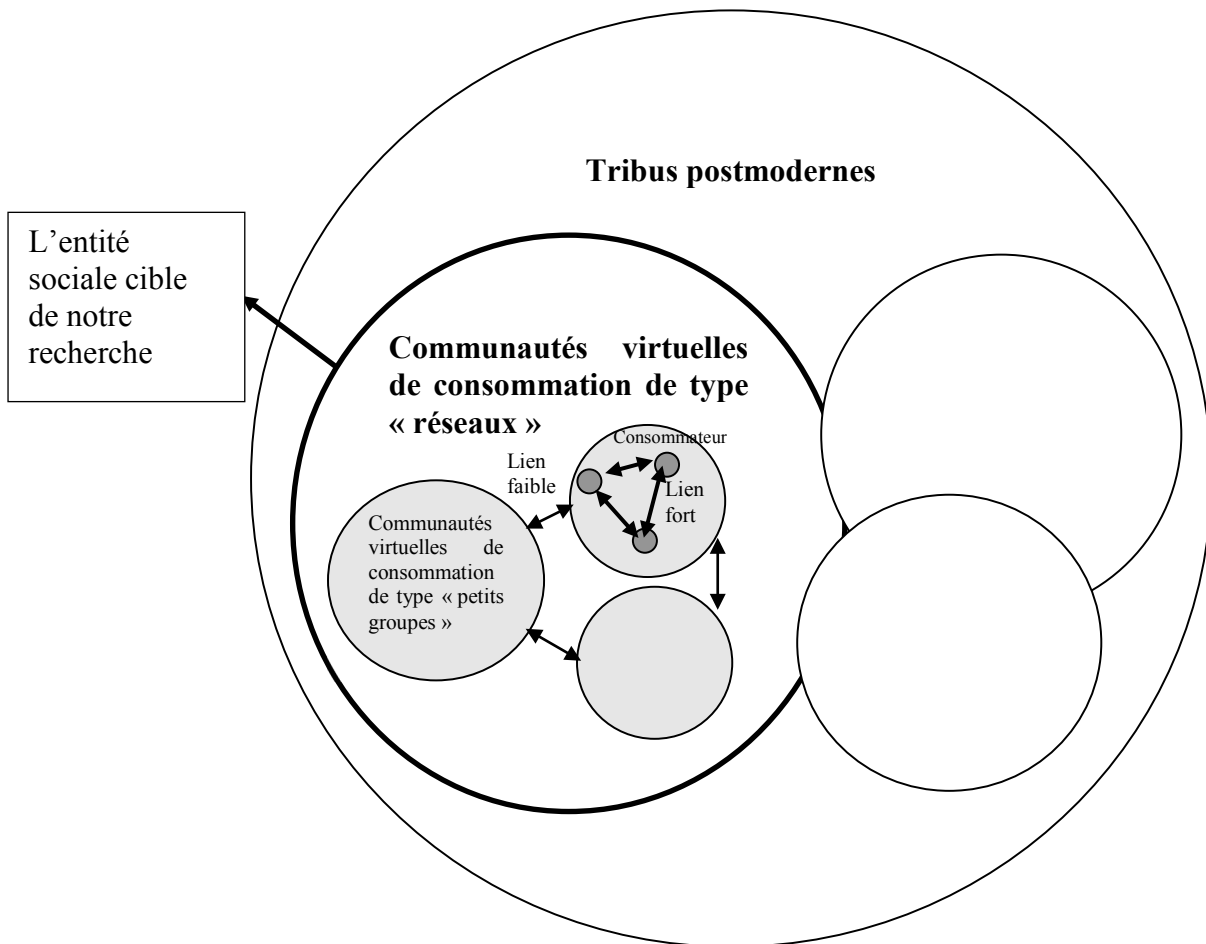 Tribus postmodernes
L’entité
sociale cible
de notre
recherche
Communautés virtuelles
de consommation de type
« réseaux »
Consommateur
Lien
faible
Lien
fort
Communautés
virtuelles de
consommation
de type « petits
groupes »